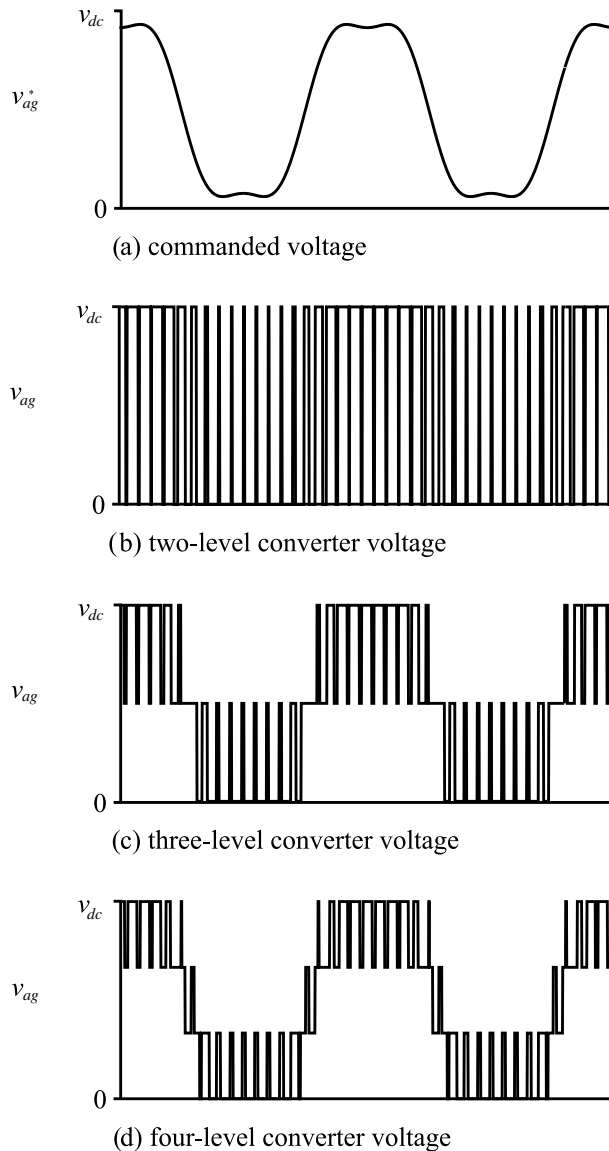 v_dc
v_ag^*
0
(a) commanded voltage
v_dc
v_ag
0
(b) two-level converter voltage
v_dc
v_ag
0
(c) three-level converter voltage
v_dc
v_ag
0
(d) four-level converter voltage